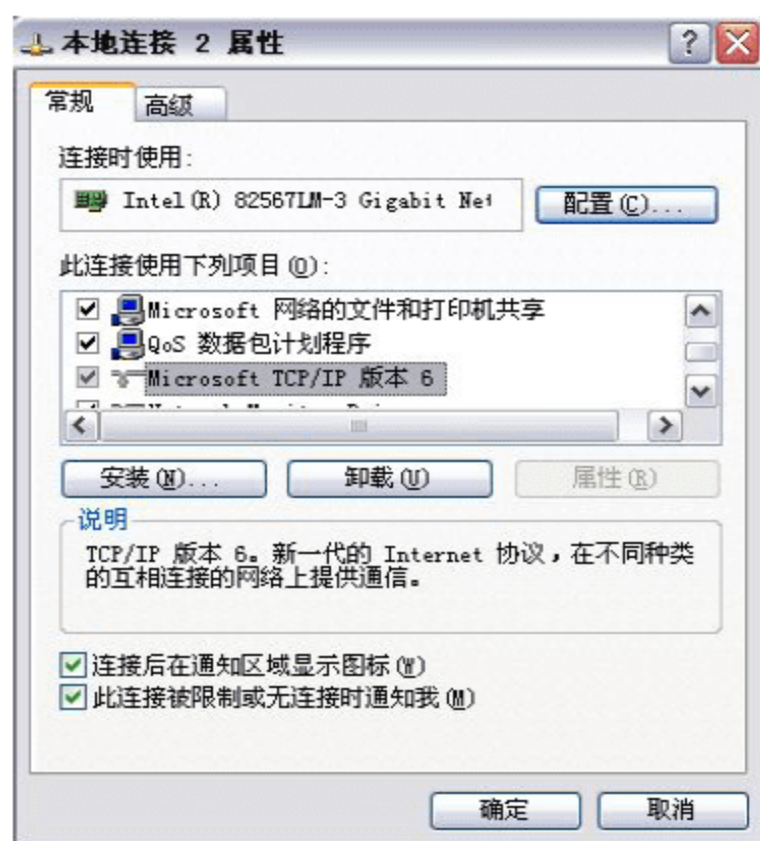 本地连接 2 属性
常规 高级
连接时使用:
Intel(R) 82567LM-3 Gigabit Net
配置(C)...
此连接使用下列项目(O):
Microsoft 网络的文件和打印机共享
QoS 数据包计划程序
Microsoft TCP/IP 版本 6
安装(N)... 卸载(U) 属性(R)
说明
TCP/IP 版本 6。新一代的 Internet 协议，在不同种类
的互相连接的网络上提供通信。
连接后在通知区域显示图标(W)
此连接被限制或无连接时通知我(M)
确定 取消